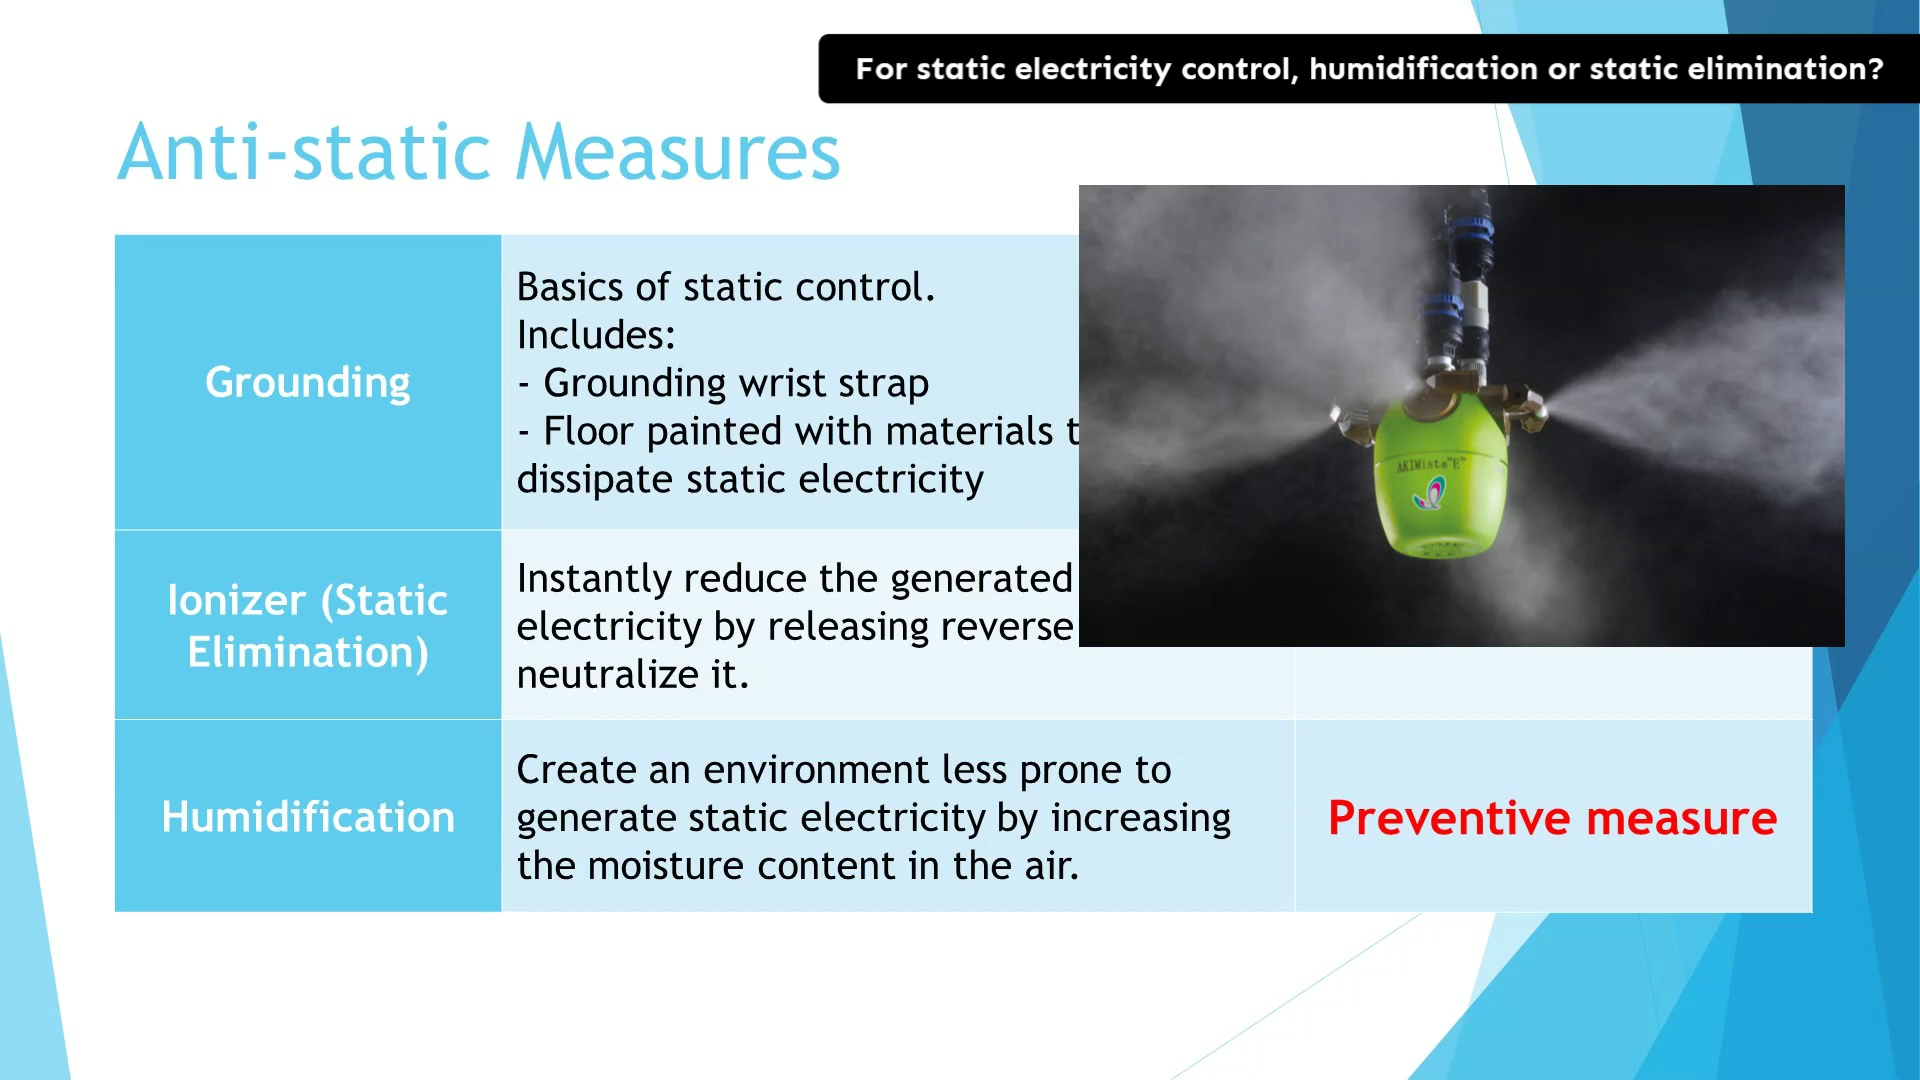 For static electricity control, humidification or static elimination?
Anti-static Measures
Grounding
Basics of static control.
Includes:
- Grounding wrist strap
- Floor painted with materials t
dissipate static electricity
Ionizer (Static
Elimination)
Instantly reduce the generated
electricity by releasing reverse
neutralize it.
Humidification
Create an environment less prone to
generate static electricity by increasing
the moisture content in the air.
Preventive measure
AKIMist®"E"